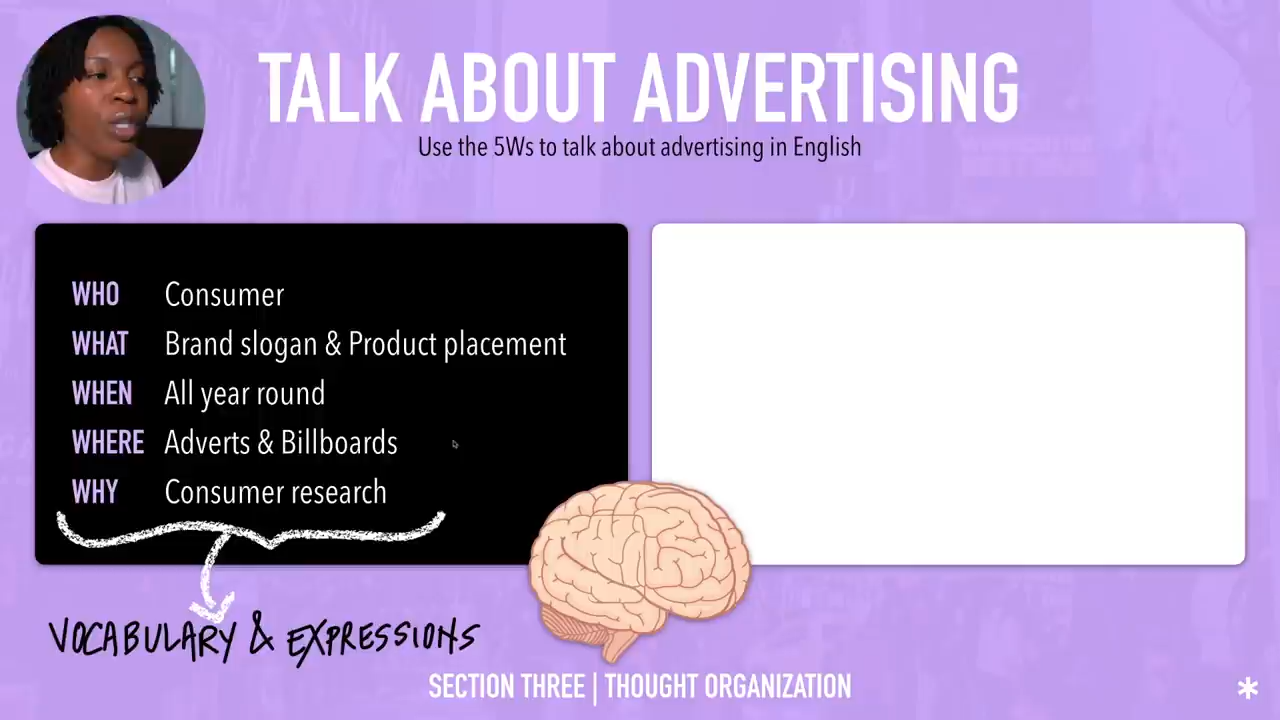 TALK ABOUT ADVERTISING
Use the 5Ws to talk about advertising in English
WHO Consumer
WHAT Brand slogan & Product placement
WHEN All year round
WHERE Adverts & Billboards
WHY Consumer research
VOCABULARY & EXPRESSIONS
SECTION THREE | THOUGHT ORGANIZATION